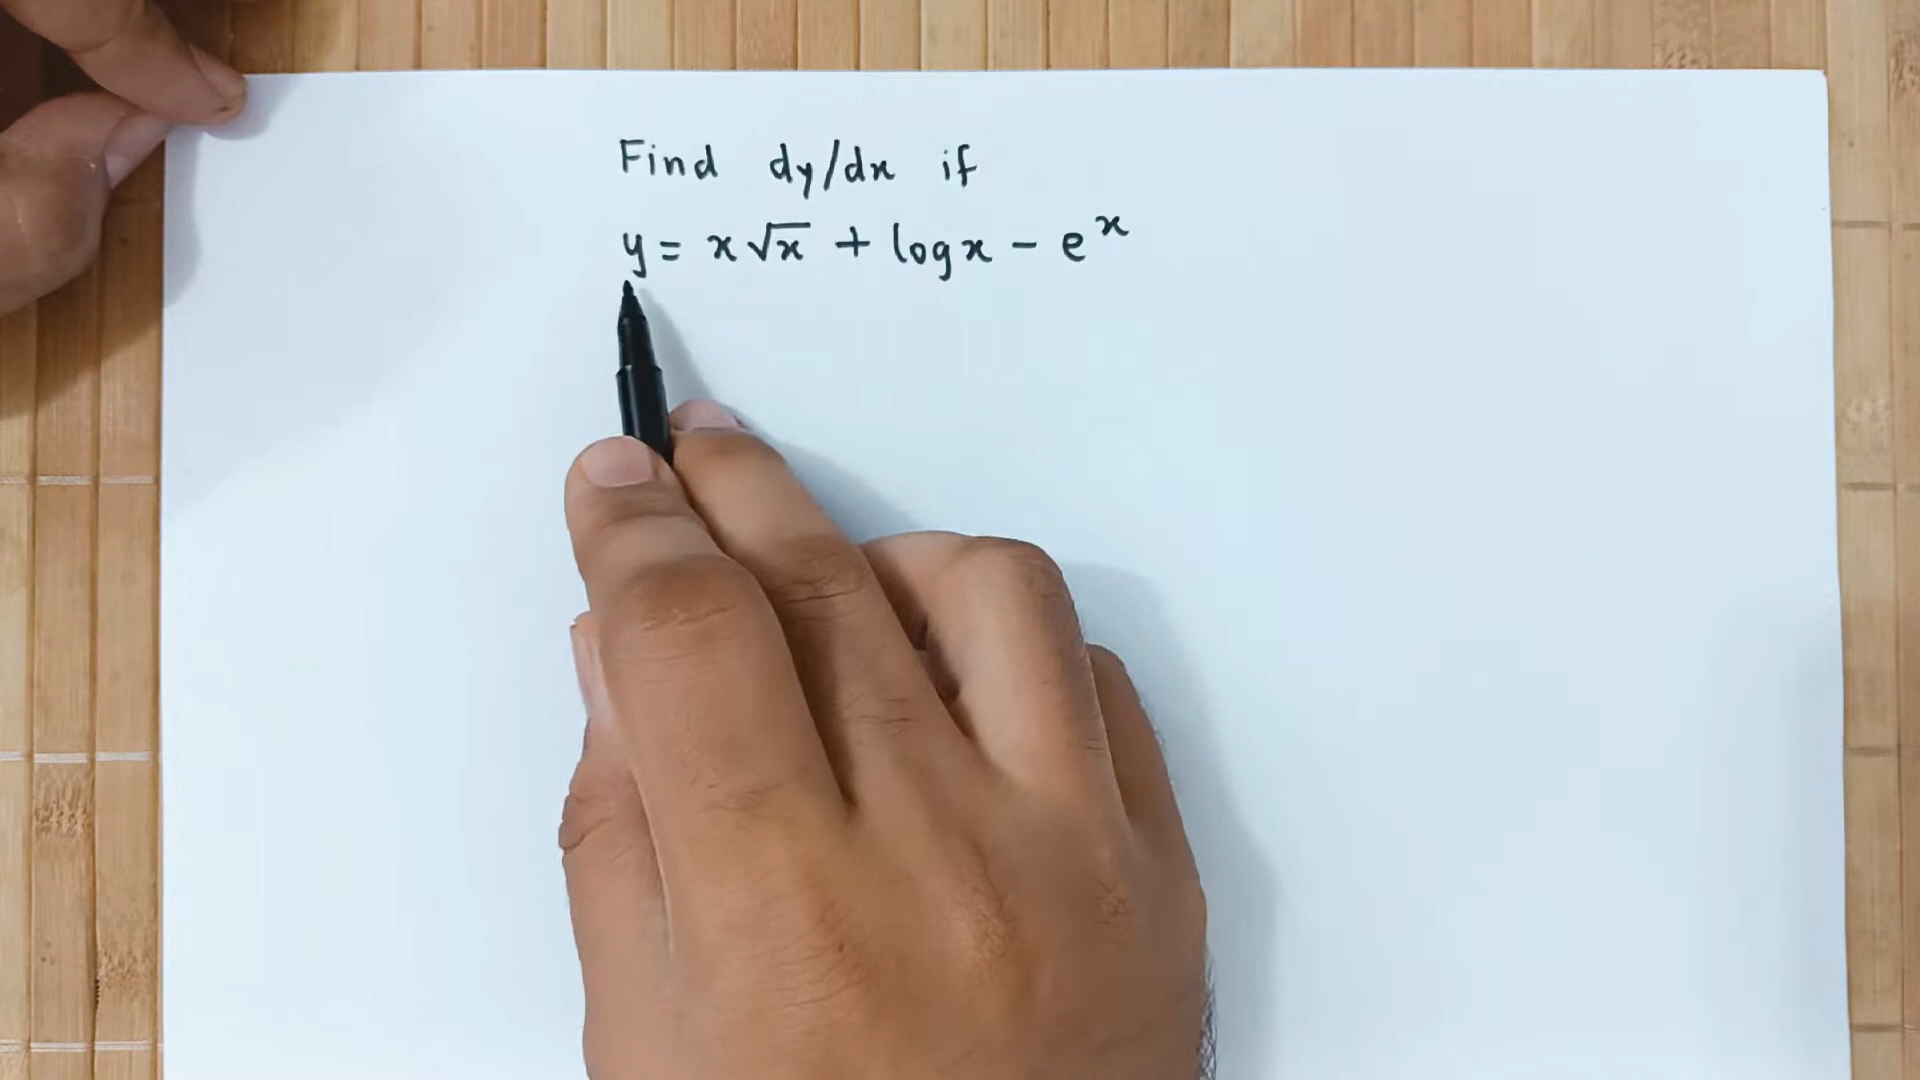 Find dy/dx if
y = x√x + log x - e^x